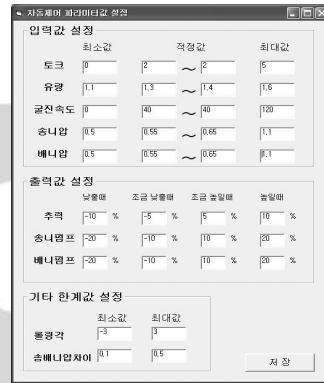 자동제어 파라미터값 설정
입력값 설정
최소값 적정값 최대값
토크 0 2 ~ 2 5
유량 1,1 1,3 ~ 1,4 1,6
굴진속도 0 40 ~ 40 120
송니압 0,5 0,55 ~ 0,65 1,1
배니압 0,5 0,55 ~ 0,65 1,1
출력값 설정
낮출때 조금 낮출때 조금 높일때 높일때
추력 -10 % -5 % 5 % 10 %
송니펌프 -20 % -10 % 10 % 20 %
배니펌프 -20 % -10 % 10 % 20 %
기타 한계값 설정
최소값 최대값
롤링각 -3 3
송배니압차이 0,1 0,5
저 장